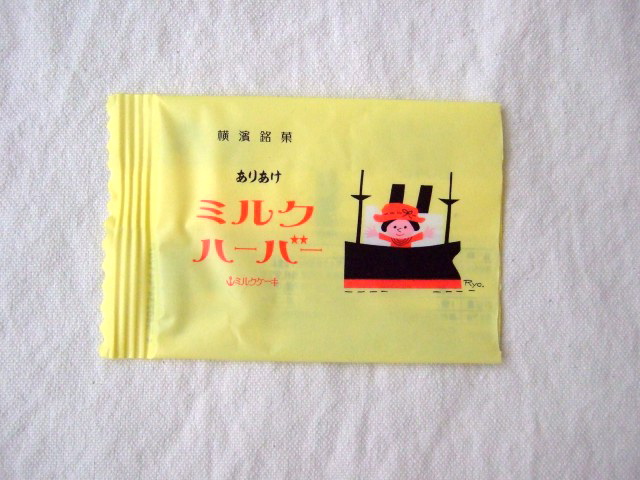 横濱銘菓
ありあけ
ミルク
ハーバー
ミルクケーキ
Ryo.